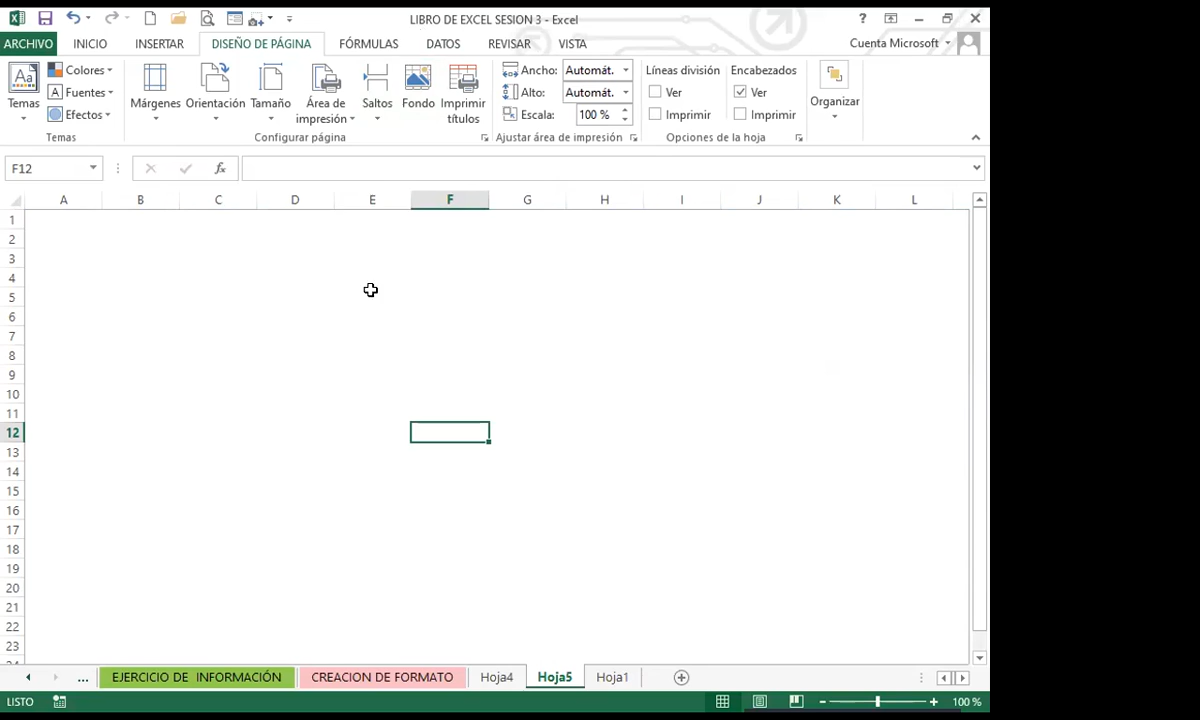 LIBRO DE EXCEL SESION 3 - Excel
?
ARCHIVO INICIO INSERTAR DISEÑO DE PÁGINA FÓRMULAS DATOS REVISAR VISTA Cuenta Microsoft
Aa Temas
Colores
A Fuentes
Efectos
Temas
Márgenes Orientación Tamaño Área de impresión Saltos Fondo Imprimir títulos
Configurar página
Ancho: Automát.
Alto: Automát.
Escala: 100 %
Ajustar área de impresión
Líneas división
Ver
Imprimir
Encabezados
Ver
Imprimir
Opciones de la hoja
Organizar
F12 fx
A B C D E F G H I J K L
1
2
3
4
5
6
7
8
9
10
11
12
13
14
15
16
17
18
19
20
21
22
23
24
... EJERCICIO DE INFORMACIÓN CREACION DE FORMATO Hoja4 Hoja5 Hoja1
LISTO 100 %